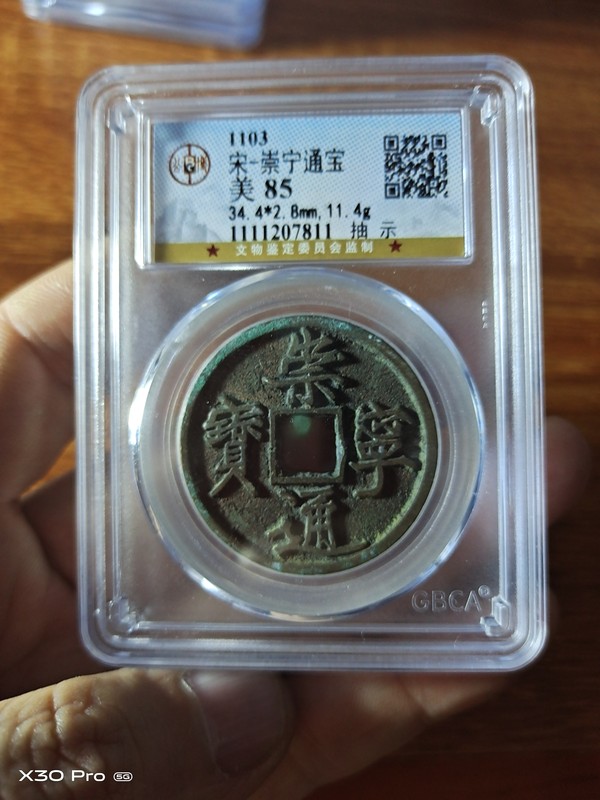 1103
宋-崇宁通宝
美 85
34.4*2.8mm,11.4g
1111207811 抽 示
★ 文物鉴定委员会监制 ★
崇
寧
通
寳
GBCA®
X30 Pro 5G